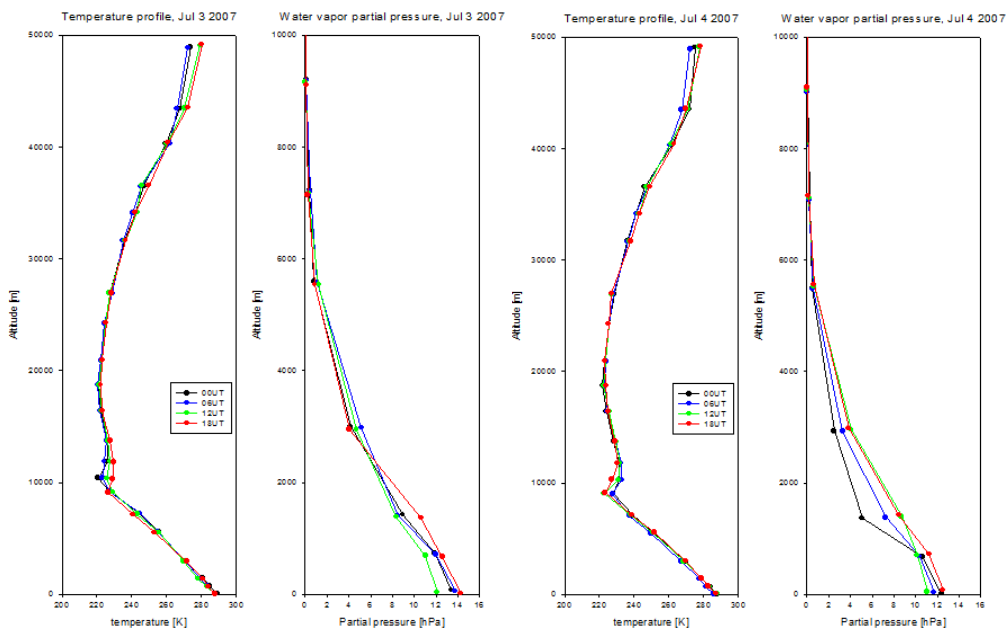 Temperature profile, Jul 3 2007
50000
40000
30000
20000
10000
0
Altitude [m]
200 220 240 260 280 300
temperature [K]
00UT
06UT
12UT
18UT
Water vapor partial pressure, Jul 3 2007
10000
8000
6000
4000
2000
0
Altitude [m]
0 2 4 6 8 10 12 14 16
Partial pressure [hPa]
Temperature profile, Jul 4 2007
50000
40000
30000
20000
10000
0
Altitude [m]
200 220 240 260 280 300
temperature [K]
00UT
06UT
12UT
18UT
Water vapor partial pressure, Jul 4 2007
10000
8000
6000
4000
2000
0
Altitude [m]
0 2 4 6 8 10 12 14 16
Partial pressure [hPa]